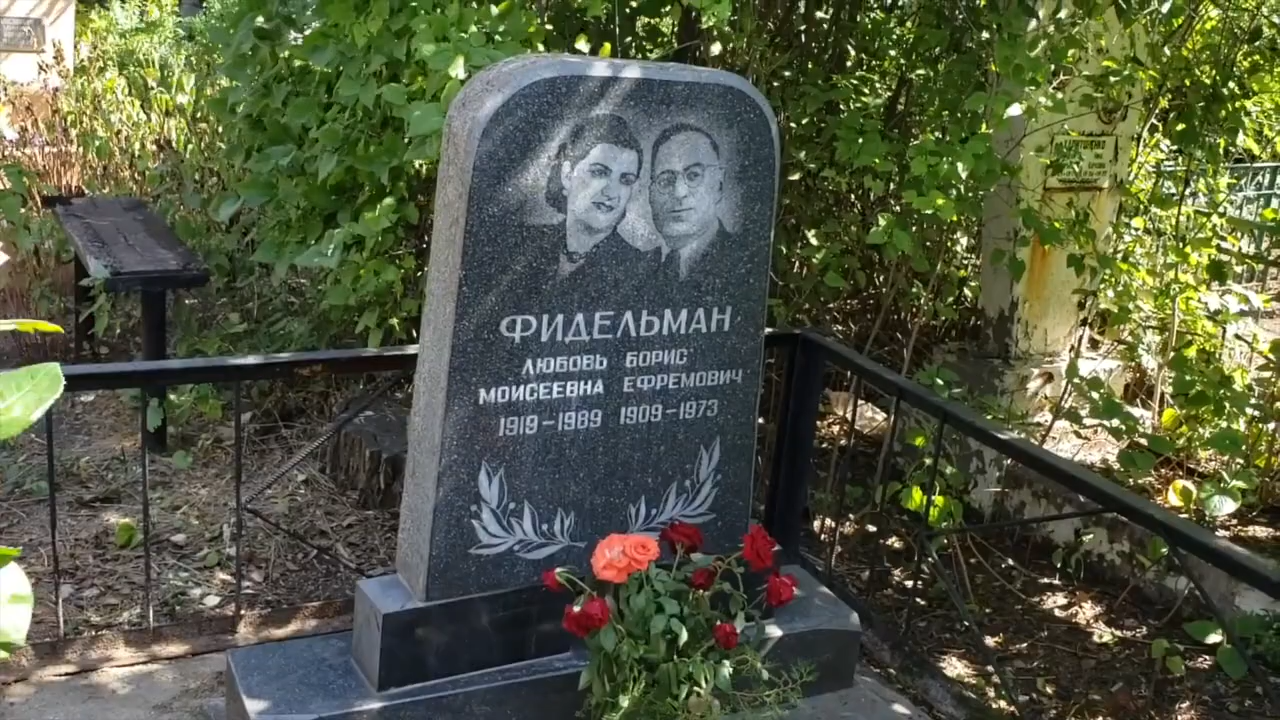 ФИДЕЛЬМАН
ЛЮБОВЬ БОРИС
МОИСЕЕВНА ЕФРЕМОВИЧ
1919-1989 1909-1973